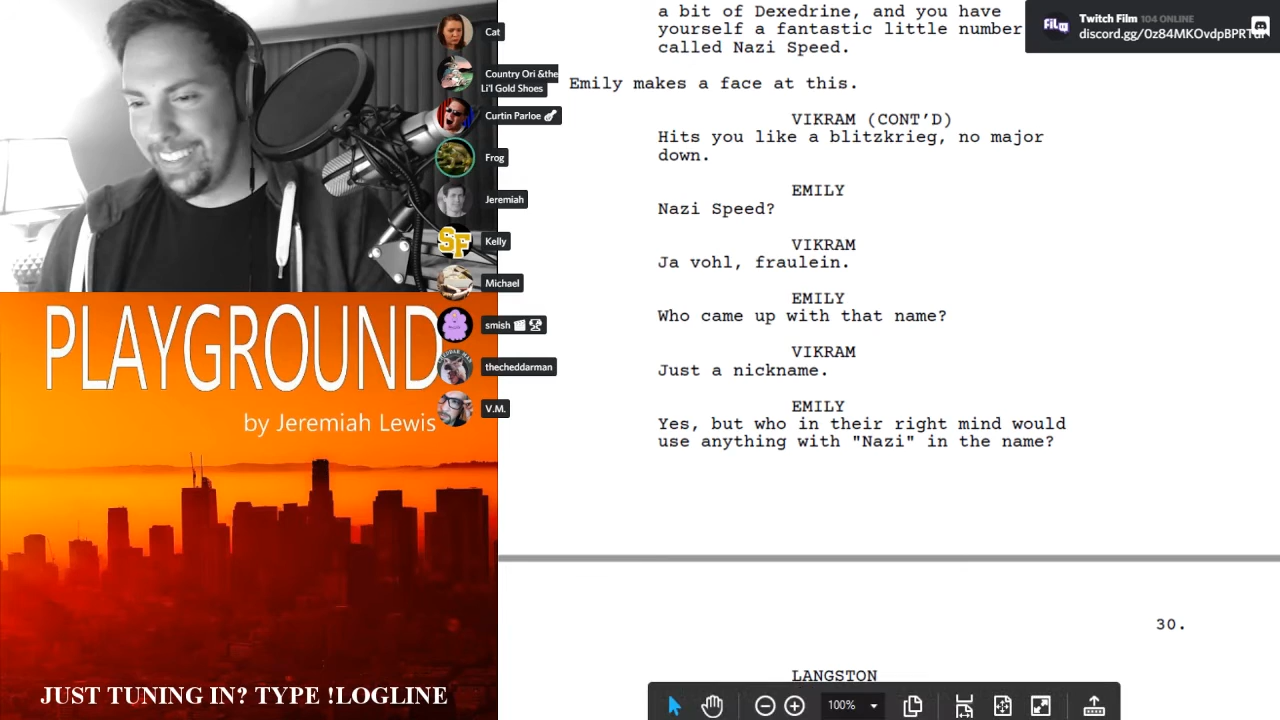 Cat
Country Ori &the
Li'l Gold Shoes
Curtin Parloe
Frog
Jeremiah
SF
Kelly
Michael
smish
thecheddarman
V.M.
PLAYGROUND
by Jeremiah Lewis
JUST TUNING IN? TYPE !LOGLINE
Twitch Film 104 ONLINE
a bit of Dexedrine, and you have
yourself a fantastic little number
called Nazi Speed.
Emily makes a face at this.
VIKRAM (CONT'D)
Hits you like a blitzkrieg, no major
down.
EMILY
Nazi Speed?
VIKRAM
Ja vohl, fraulein.
EMILY
Who came up with that name?
VIKRAM
Just a nickname.
EMILY
Yes, but who in their right mind would
use anything with "Nazi" in the name?
30.
LANGSTON
100%